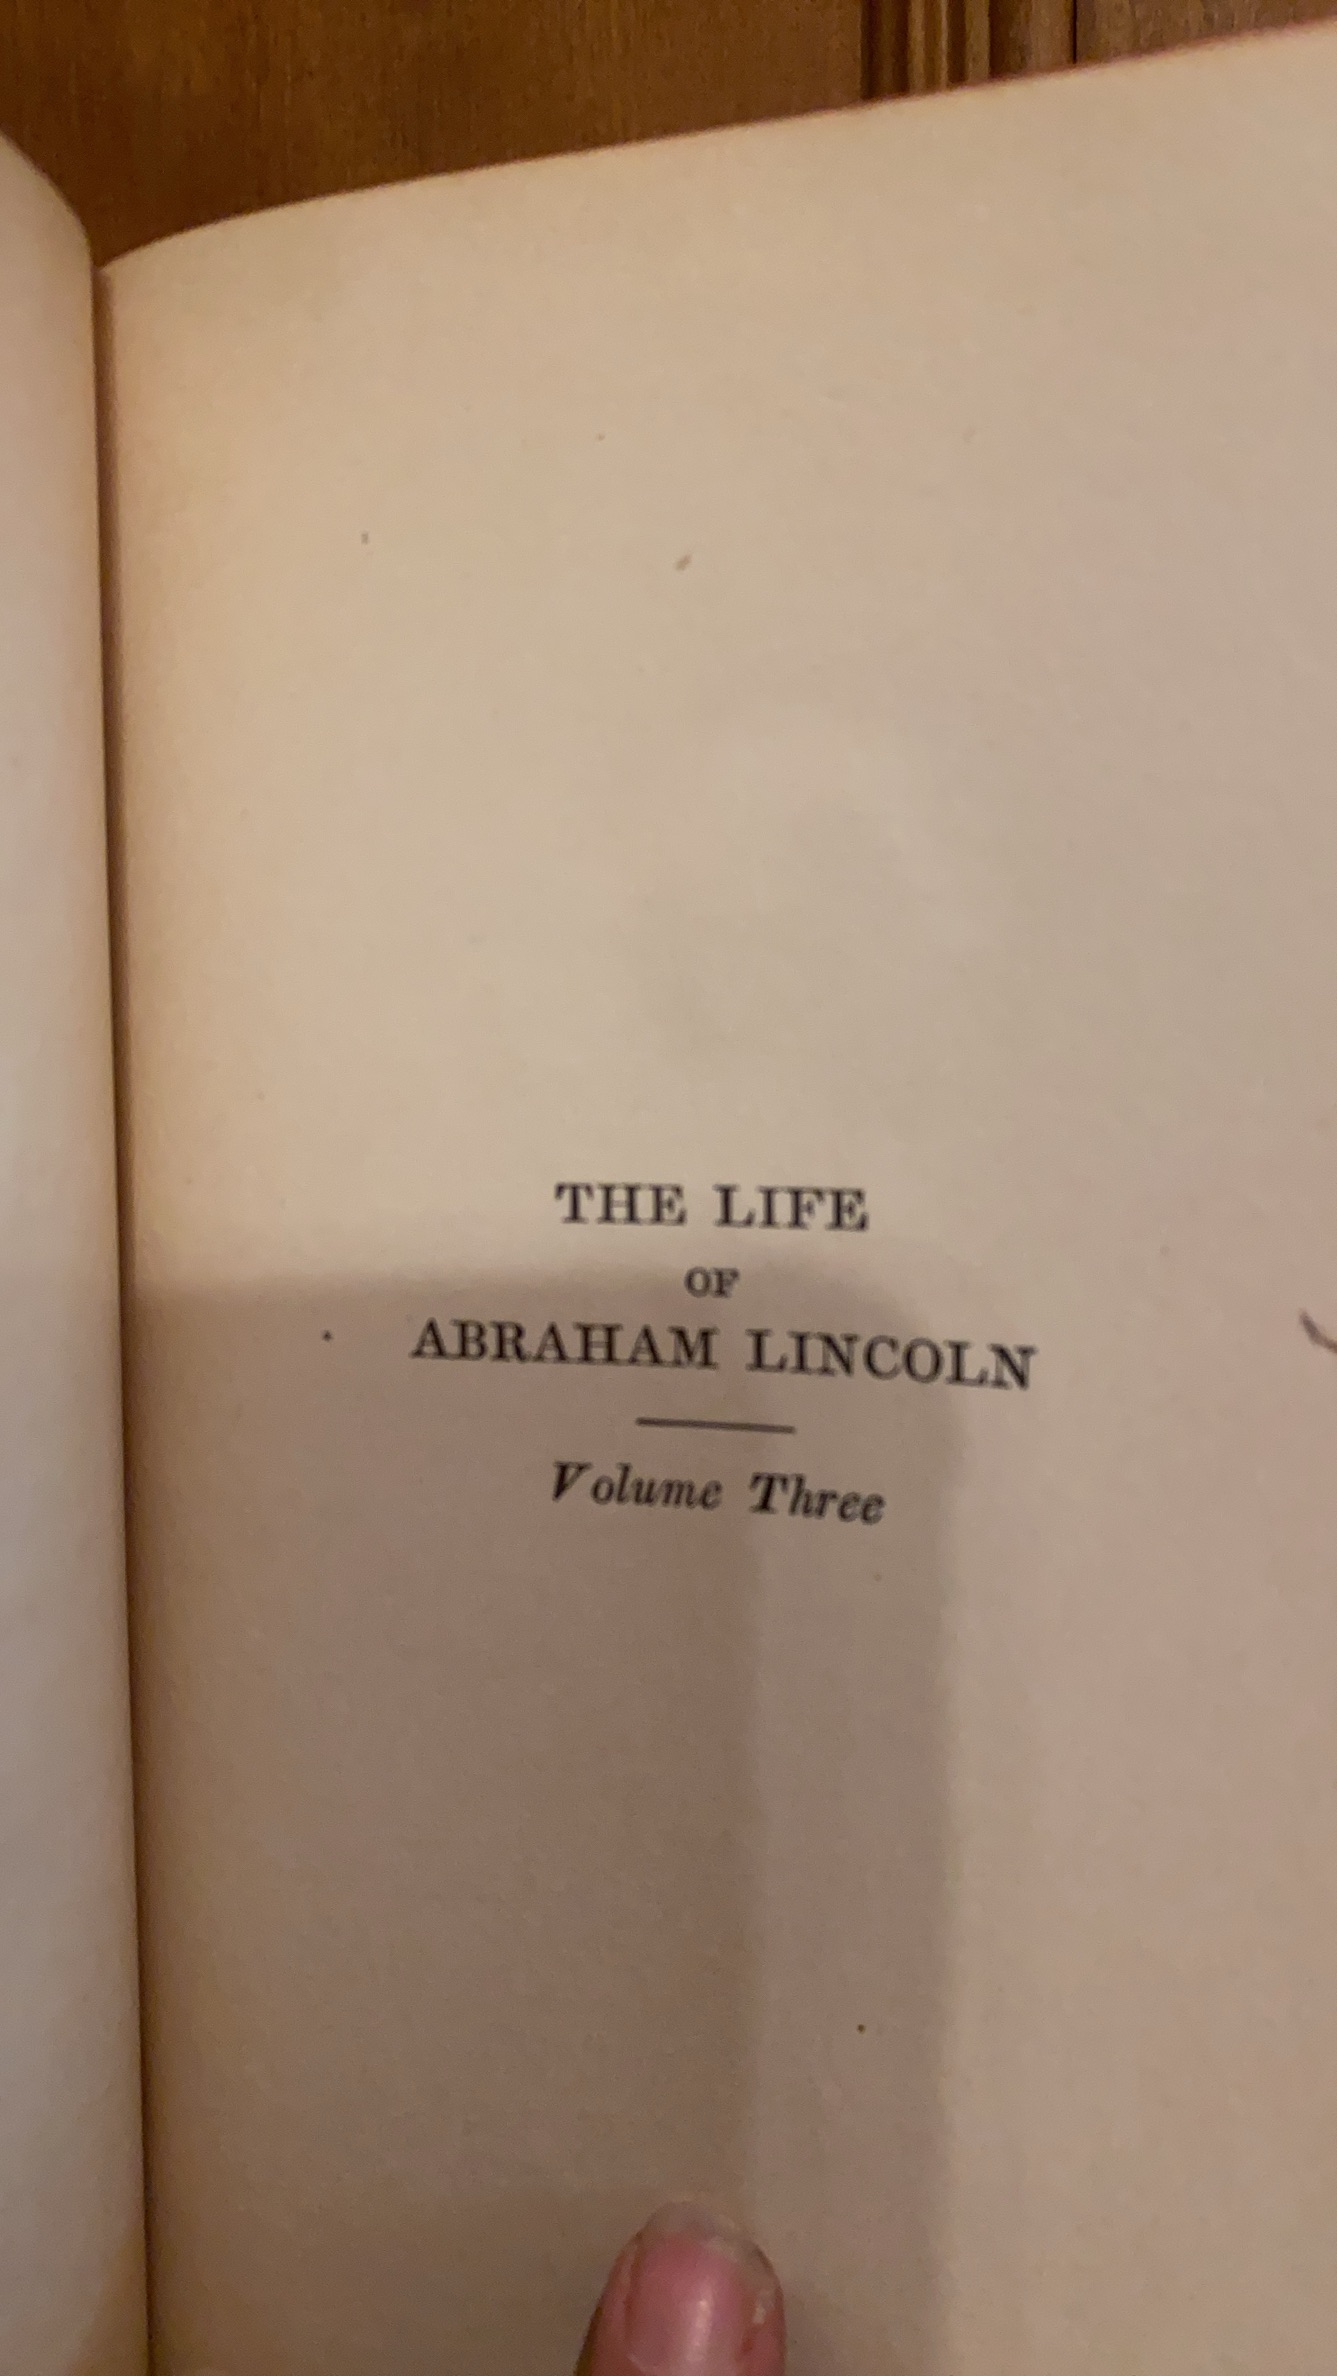 THE LIFE
OF
ABRAHAM LINCOLN
Volume Three